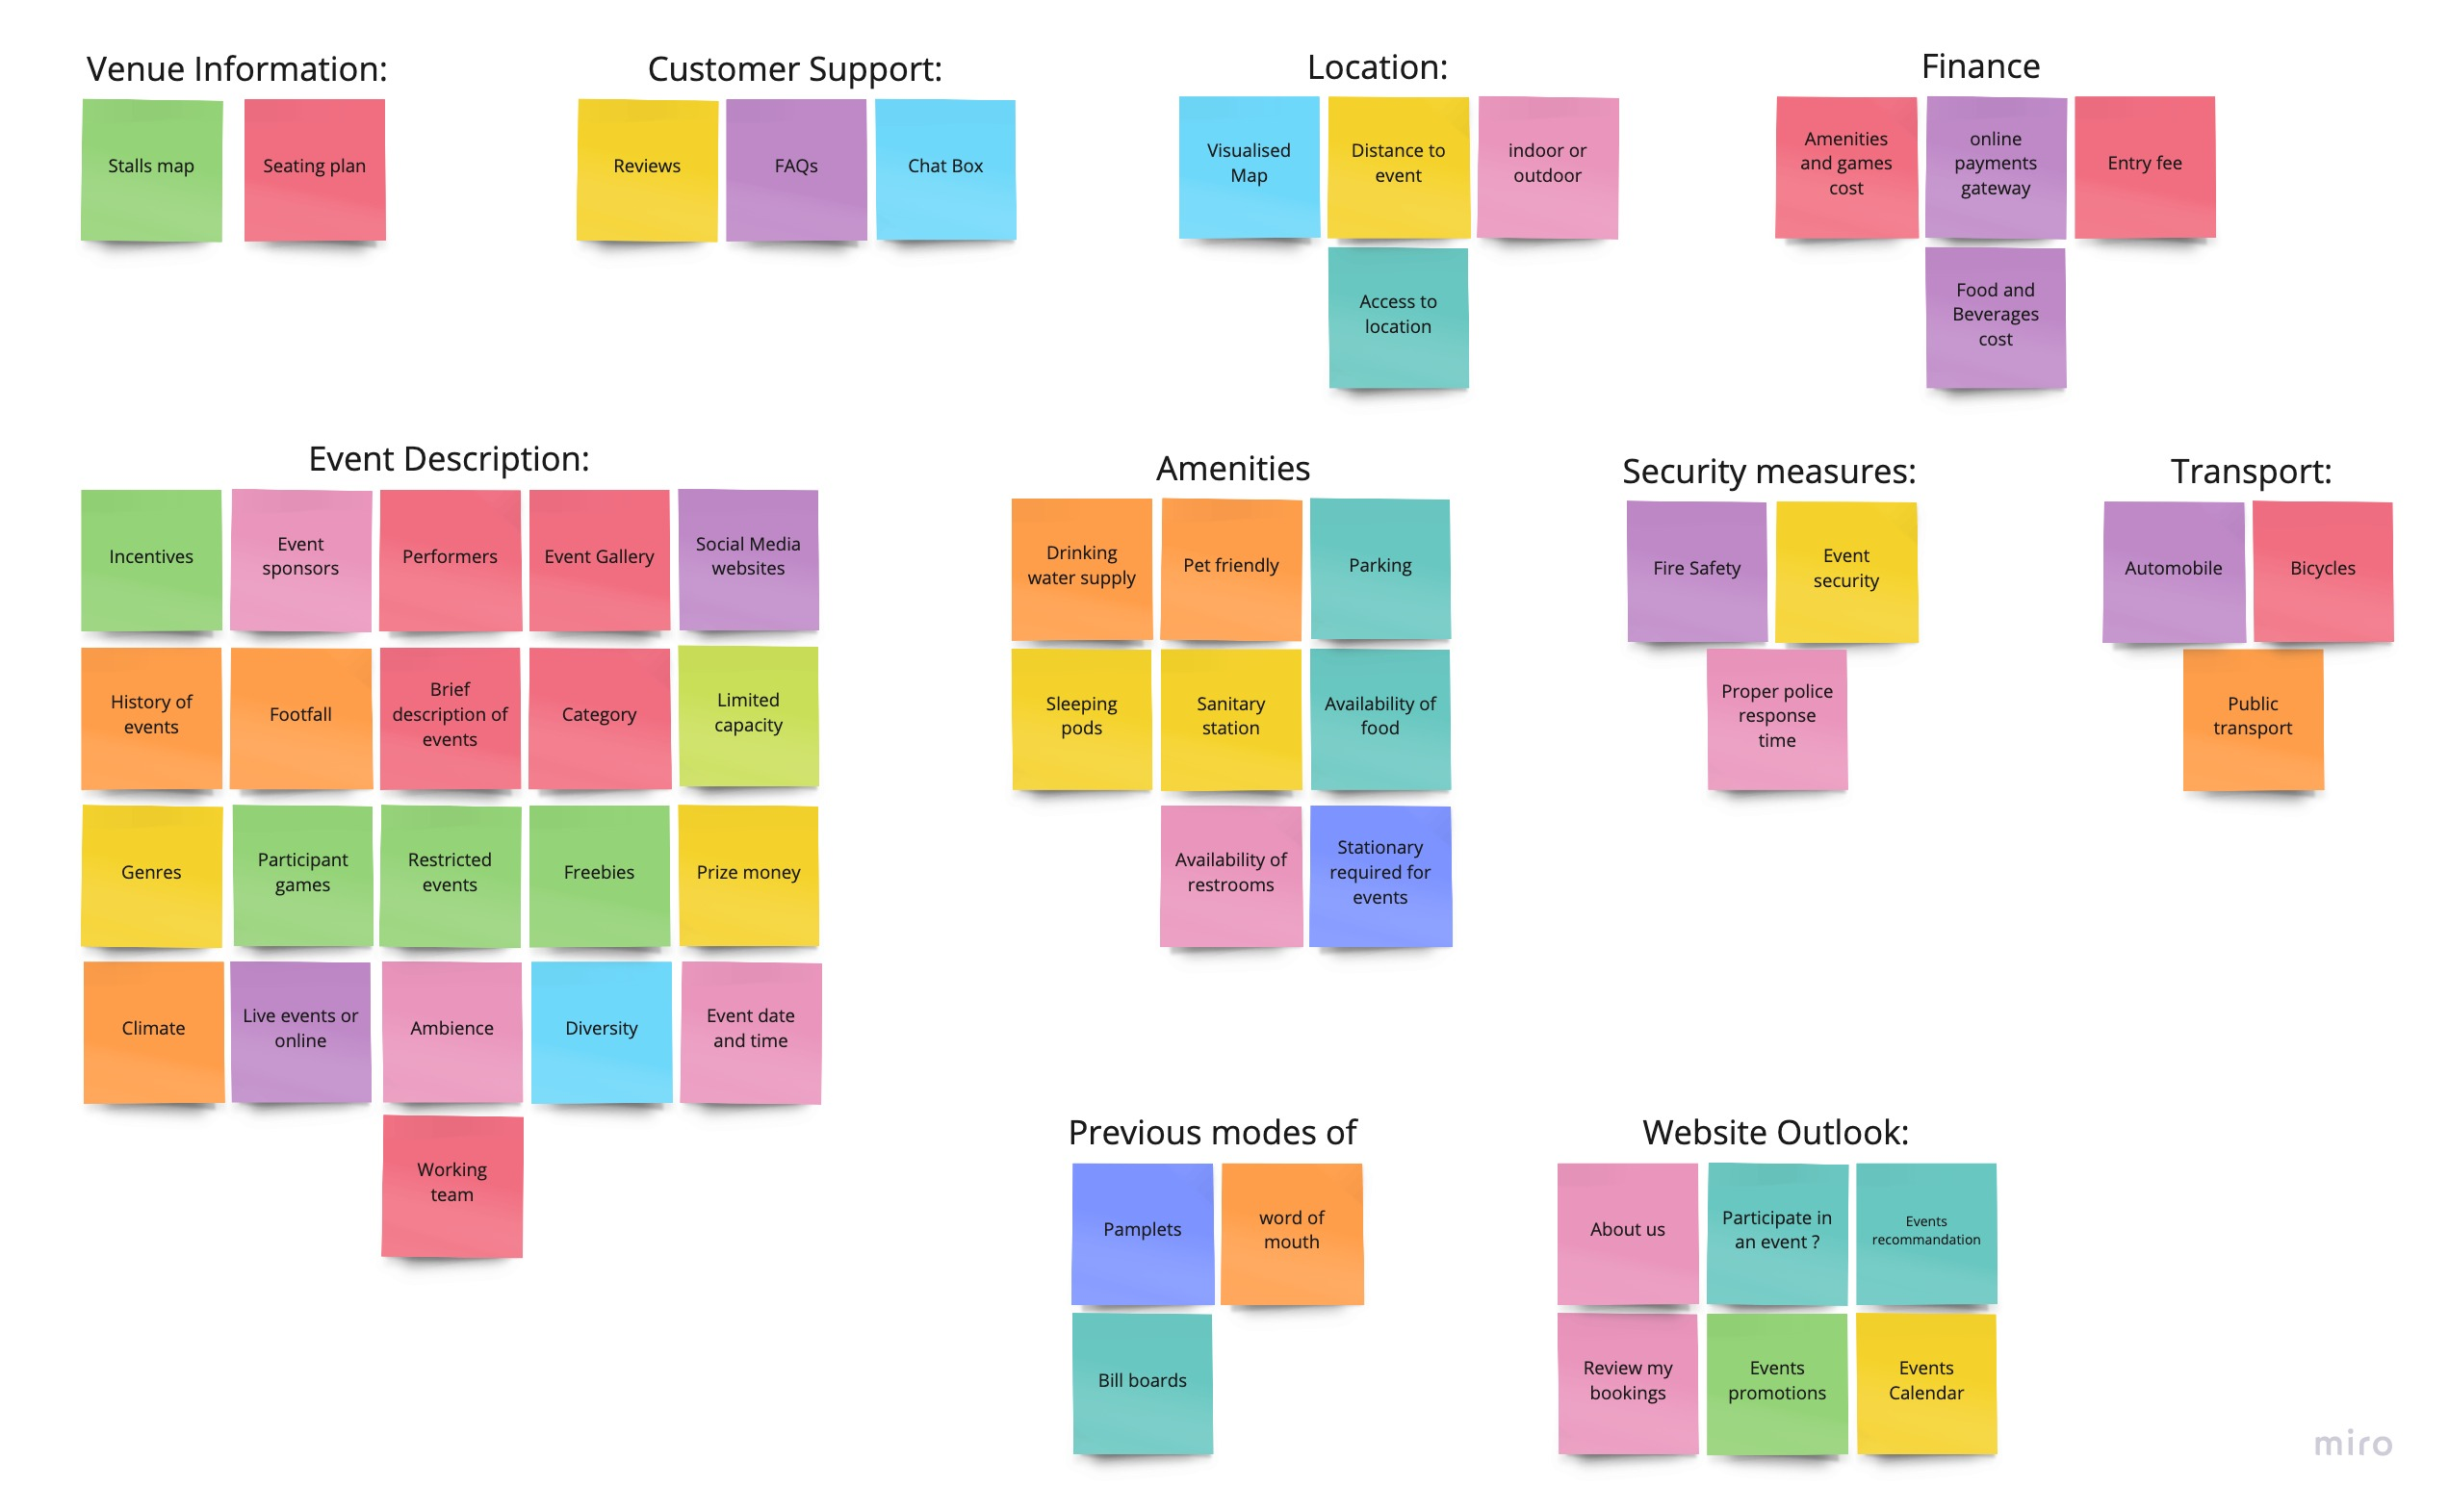 Venue Information:
Stalls map
Seating plan
Customer Support:
Reviews
FAQs
Chat Box
Location:
Visualised
Map
Distance to
event
indoor or
outdoor
Access to
location
Finance
Amenities
and games
cost
online
payments
gateway
Entry fee
Food and
Beverages
cost
Event Description:
Incentives
Event
sponsors
Performers
Event Gallery
Social Media
websites
History of
events
Footfall
Brief
description of
events
Category
Limited
capacity
Genres
Participant
games
Restricted
events
Freebies
Prize money
Climate
Live events or
online
Ambience
Diversity
Event date
and time
Working
team
Amenities
Drinking
water supply
Pet friendly
Parking
Sleeping
pods
Sanitary
station
Availability of
food
Availability of
restrooms
Stationary
required for
events
Security measures:
Fire Safety
Event
security
Proper police
response
time
Transport:
Automobile
Bicycles
Public
transport
Previous modes of
Pamplets
word of
mouth
Bill boards
Website Outlook:
About us
Participate in
an event ?
Events
recommandation
Review my
bookings
Events
promotions
Events
Calendar
miro